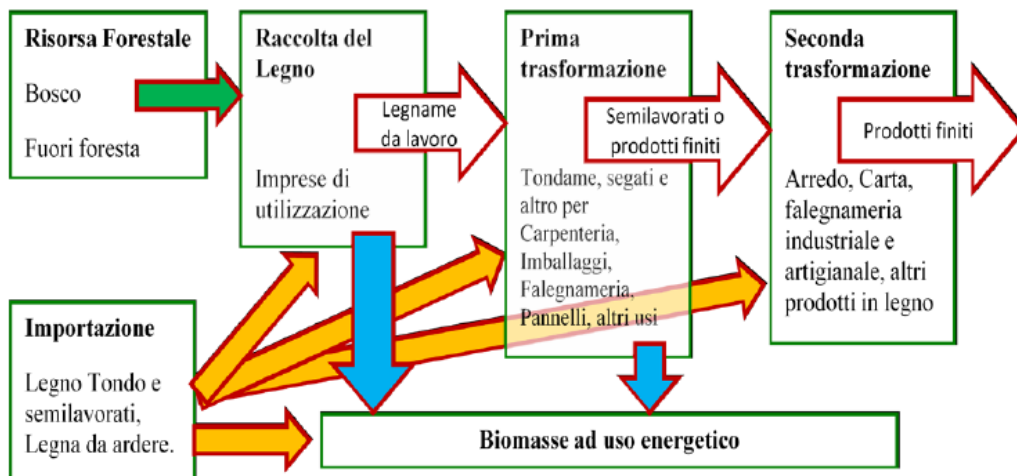 Risorsa Forestale
Bosco
Fuori foresta
Raccolta del
Legno
Imprese di
utilizzazione
Legname
da lavoro
Prima
trasformazione
Semilavorati o
prodotti finiti
Tondame, segati e
altro per
Carpenteria,
Imballaggi,
Falegnameria,
Pannelli, altri usi
Seconda
trasformazione
Prodotti finiti
Arredo, Carta,
falegnameria
industriale e
artigianale, altri
prodotti in legno
Importazione
Legno Tondo e
semilavorati,
Legna da ardere.
Biomasse ad uso energetico